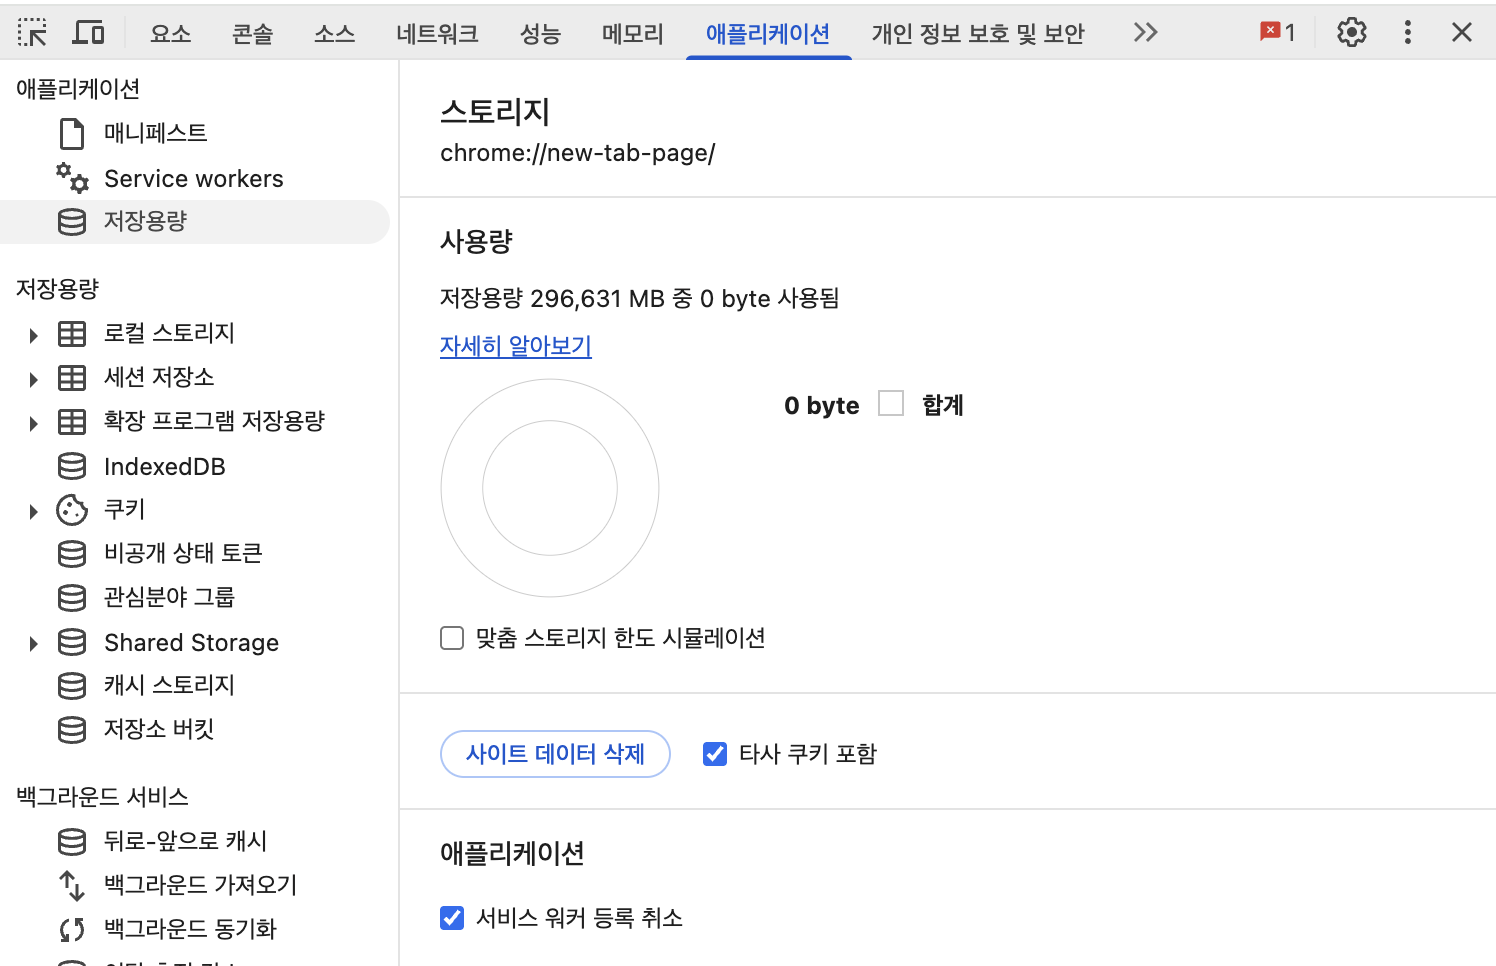 요소 콘솔 소스 네트워크 성능 메모리 애플리케이션 개인 정보 보호 및 보안 1
애플리케이션
매니페스트
Service workers
저장용량
저장용량
로컬 스토리지
세션 저장소
확장 프로그램 저장용량
IndexedDB
쿠키
비공개 상태 토큰
관심분야 그룹
Shared Storage
캐시 스토리지
저장소 버킷
백그라운드 서비스
뒤로-앞으로 캐시
백그라운드 가져오기
백그라운드 동기화
스토리지
chrome://new-tab-page/
사용량
저장용량 296,631 MB 중 0 byte 사용됨
자세히 알아보기
0 byte 합계
맞춤 스토리지 한도 시뮬레이션
사이트 데이터 삭제 타사 쿠키 포함
애플리케이션
서비스 워커 등록 취소